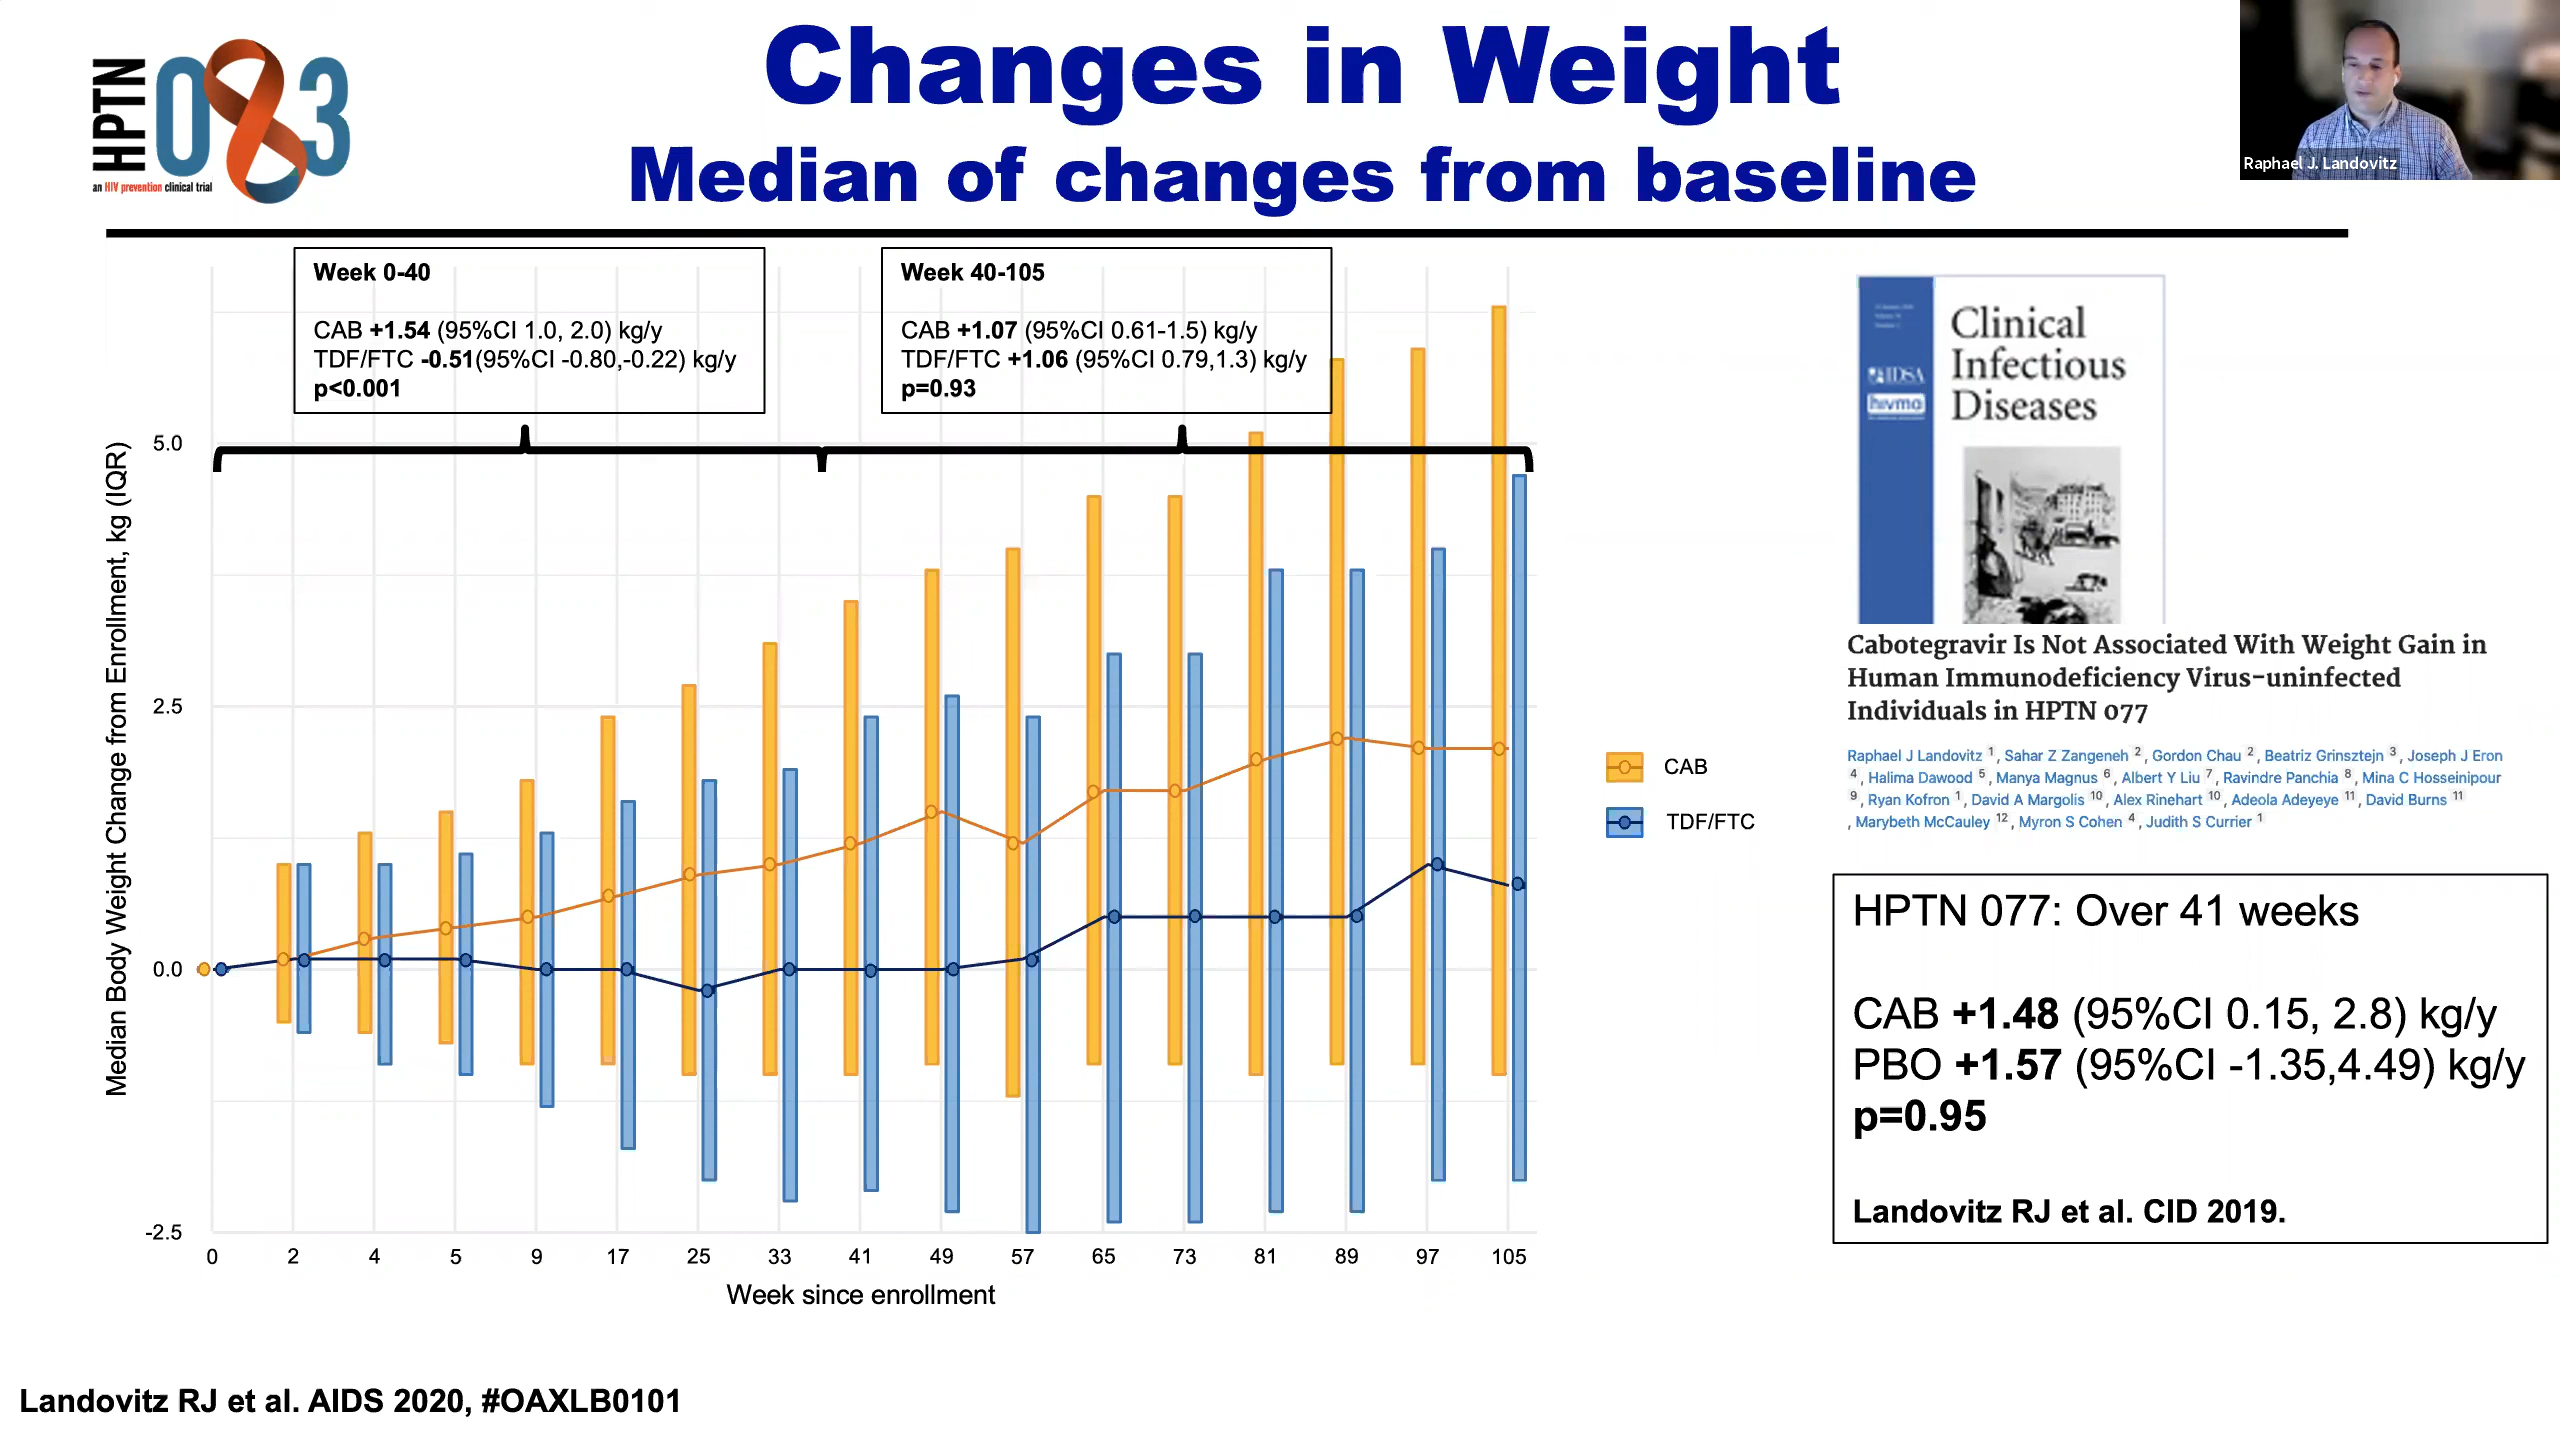 HPTN
083
an HIV prevention clinical trial
Changes in Weight
Median of changes from baseline
Raphael J. Landovitz
Week 0-40
CAB +1.54 (95%CI 1.0, 2.0) kg/y
TDF/FTC -0.51(95%CI -0.80,-0.22) kg/y
p<0.001
Week 40-105
CAB +1.07 (95%CI 0.61-1.5) kg/y
TDF/FTC +1.06 (95%CI 0.79,1.3) kg/y
p=0.93
Median Body Weight Change from Enrollment, kg (IQR)
5.0
2.5
0.0
-2.5
0 2 4 5 9 17 25 33 41 49 57 65 73 81 89 97 105
Week since enrollment
CAB
TDF/FTC
Clinical
Infectious
Diseases
IDSA
hivma
Cabotegravir Is Not Associated With Weight Gain in
Human Immunodeficiency Virus-uninfected
Individuals in HPTN 077
Raphael J Landovitz 1, Sahar Z Zangeneh 2, Gordon Chau 2, Beatriz Grinsztejn 3, Joseph J Eron
4, Halima Dawood 5, Manya Magnus 6, Albert Y Liu 7, Ravindre Panchia 8, Mina C Hosseinipour
9, Ryan Kofron 1, David A Margolis 10, Alex Rinehart 10, Adeola Adeyeye 11, David Burns 11
, Marybeth McCauley 12, Myron S Cohen 4, Judith S Currier 1
HPTN 077: Over 41 weeks
CAB +1.48 (95%CI 0.15, 2.8) kg/y
PBO +1.57 (95%CI -1.35,4.49) kg/y
p=0.95
Landovitz RJ et al. CID 2019.
Landovitz RJ et al. AIDS 2020, #OAXLB0101